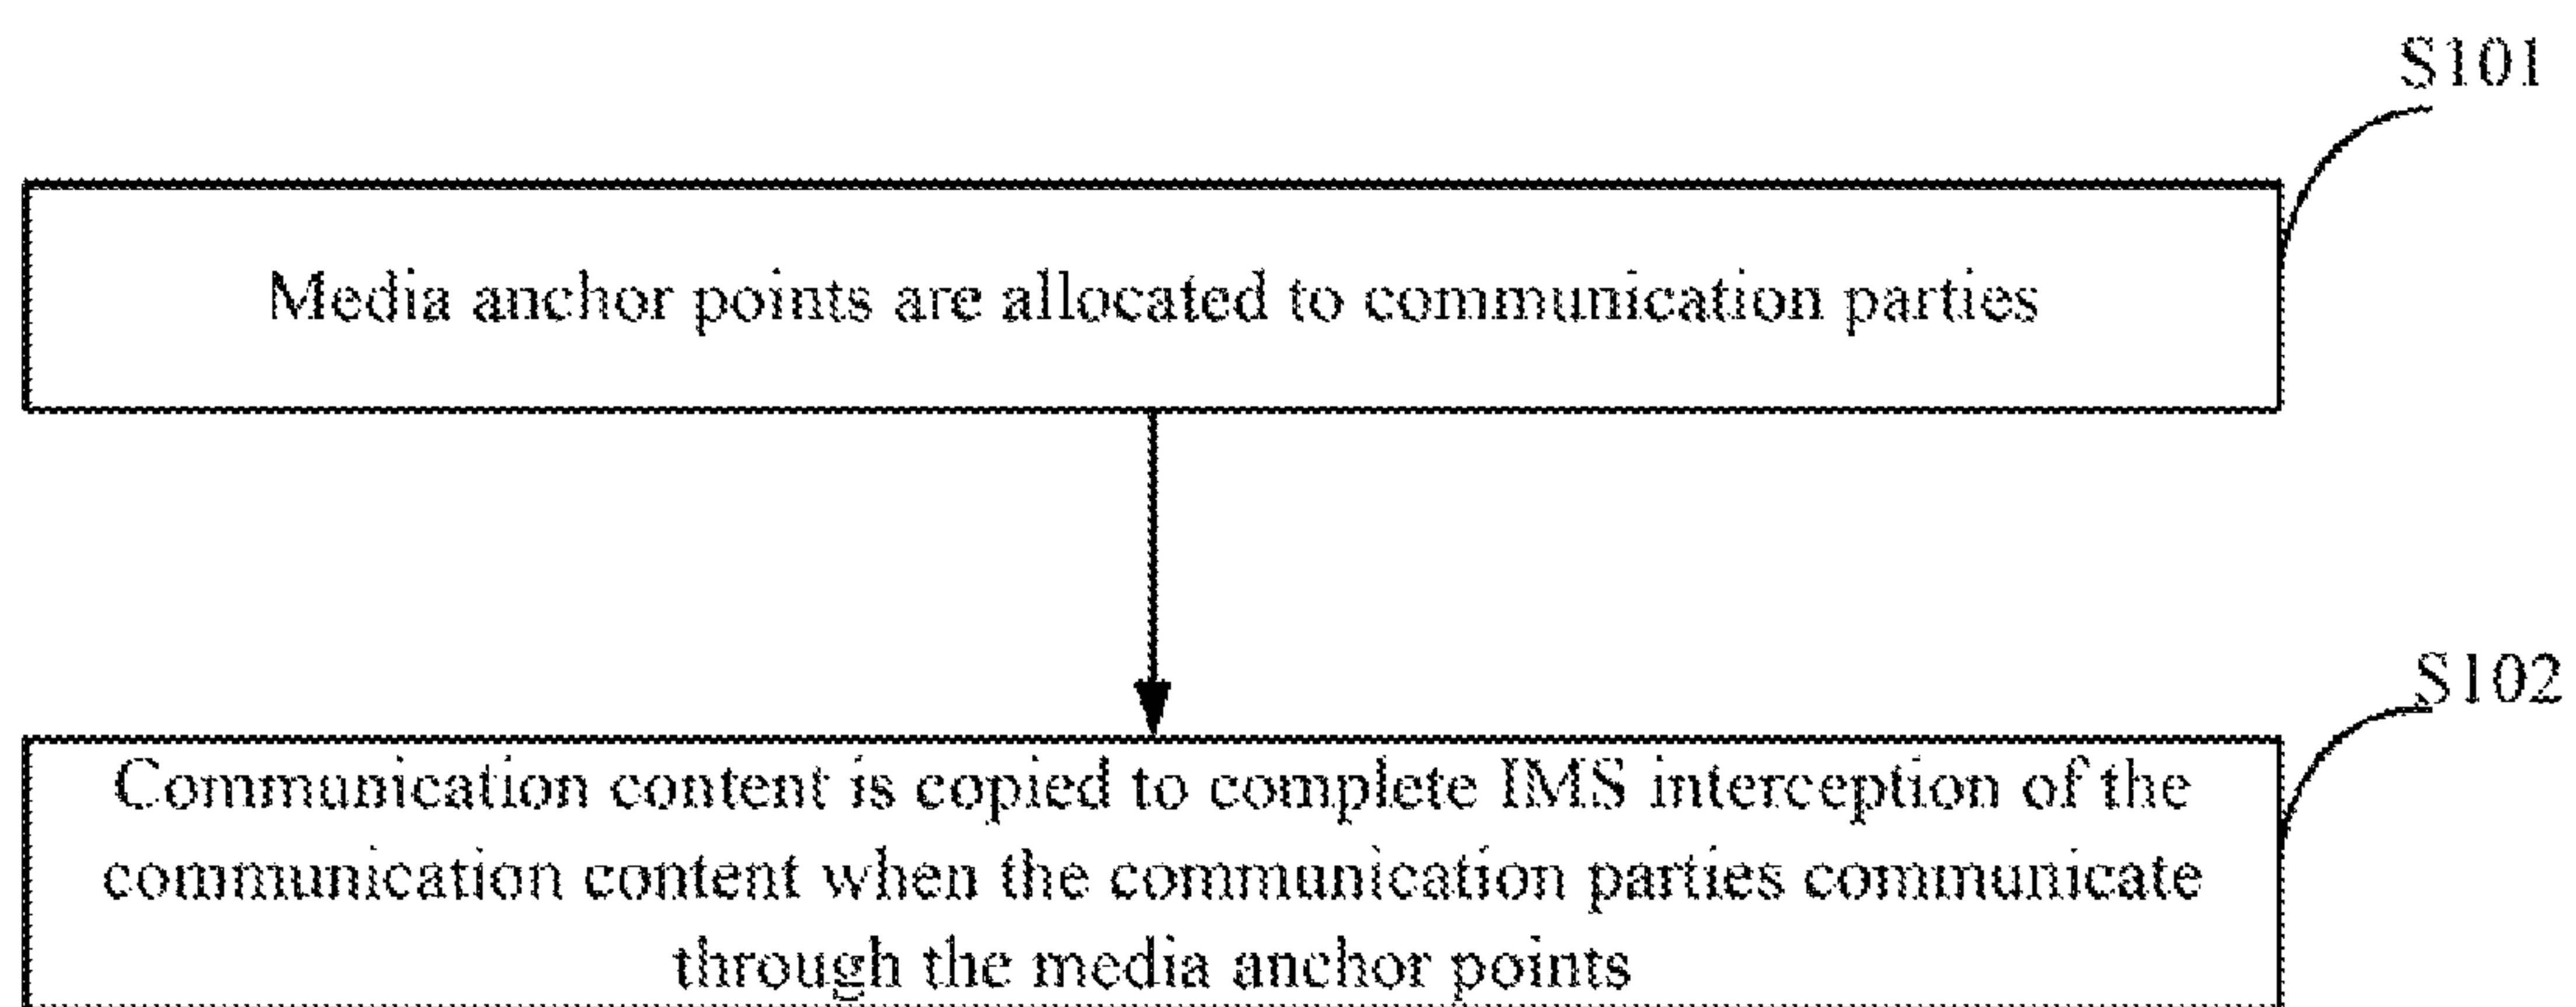 S101
Media anchor points are allocated to communication parties
S102
Communication content is copied to complete IMS interception of the
communication content when the communication parties communicate
through the media anchor points